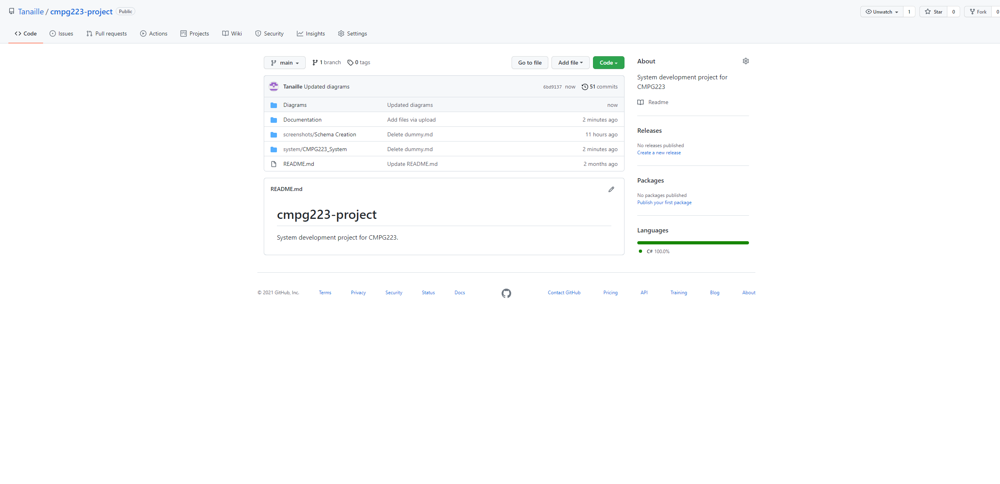 Tanaille / cmpg223-project Public
Unwatch 1 Star 0 Fork 0
Code Issues Pull requests Actions Projects Wiki Security Insights Settings
main 1 branch 0 tags Go to file Add file Code
Tanaille Updated diagrams 6bd9137 now 51 commits
Diagrams Updated diagrams now
Documentation Add files via upload 2 minutes ago
screenshots/Schema Creation Delete dummy.md 11 hours ago
system/CMPG223_System Delete dummy.md 2 minutes ago
README.md Update README.md 2 months ago
README.md
cmpg223-project
System development project for CMPG223.
About
System development project for
CMPG223
Readme
Releases
No releases published
Create a new release
Packages
No packages published
Publish your first package
Languages
C# 100.0%
© 2021 GitHub, Inc. Terms Privacy Security Status Docs Contact GitHub Pricing API Training Blog About